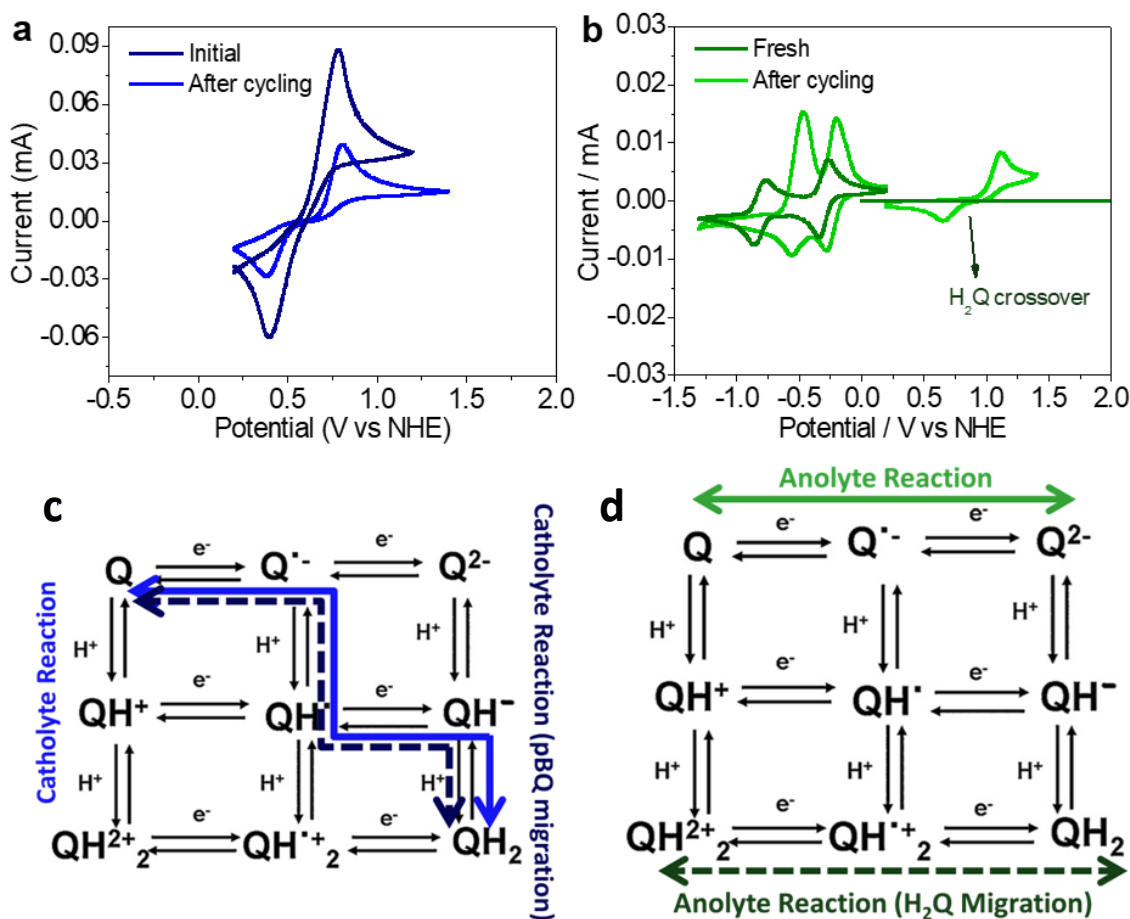 a
Initial
After cycling
Current (mA)
0.09
0.06
0.03
0.00
-0.03
-0.06
-0.5 0.0 0.5 1.0 1.5 2.0
Potential (V vs NHE)
b
Fresh
After cycling
Current / mA
0.03
0.02
0.01
0.00
-0.01
-0.02
-0.03
H₂Q crossover
-1.5 -1.0 -0.5 0.0 0.5 1.0 1.5 2.0
Potential / V vs NHE
c
Catholyte Reaction
Catholyte Reaction (pBQ migration)
Q e⁻ Q˙⁻ e⁻ Q²⁻
H⁺ H⁺ H⁺
QH⁺ e⁻ QH˙ e⁻ QH⁻
H⁺ H⁺ H⁺
QH²⁺₂ e⁻ QH˙⁺₂ e⁻ QH₂
d
Anolyte Reaction
Q e⁻ Q˙⁻ e⁻ Q²⁻
H⁺ H⁺ H⁺
QH⁺ e⁻ QH˙ e⁻ QH⁻
H⁺ H⁺ H⁺
QH²⁺₂ e⁻ QH˙⁺₂ e⁻ QH₂
Anolyte Reaction (H₂Q Migration)